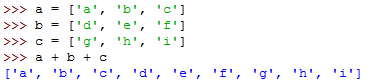 >>> a = ['a', 'b', 'c']
>>> b = ['d', 'e', 'f']
>>> c = ['g', 'h', 'i']
>>> a + b + c
['a', 'b', 'c', 'd', 'e', 'f', 'g', 'h', 'i']